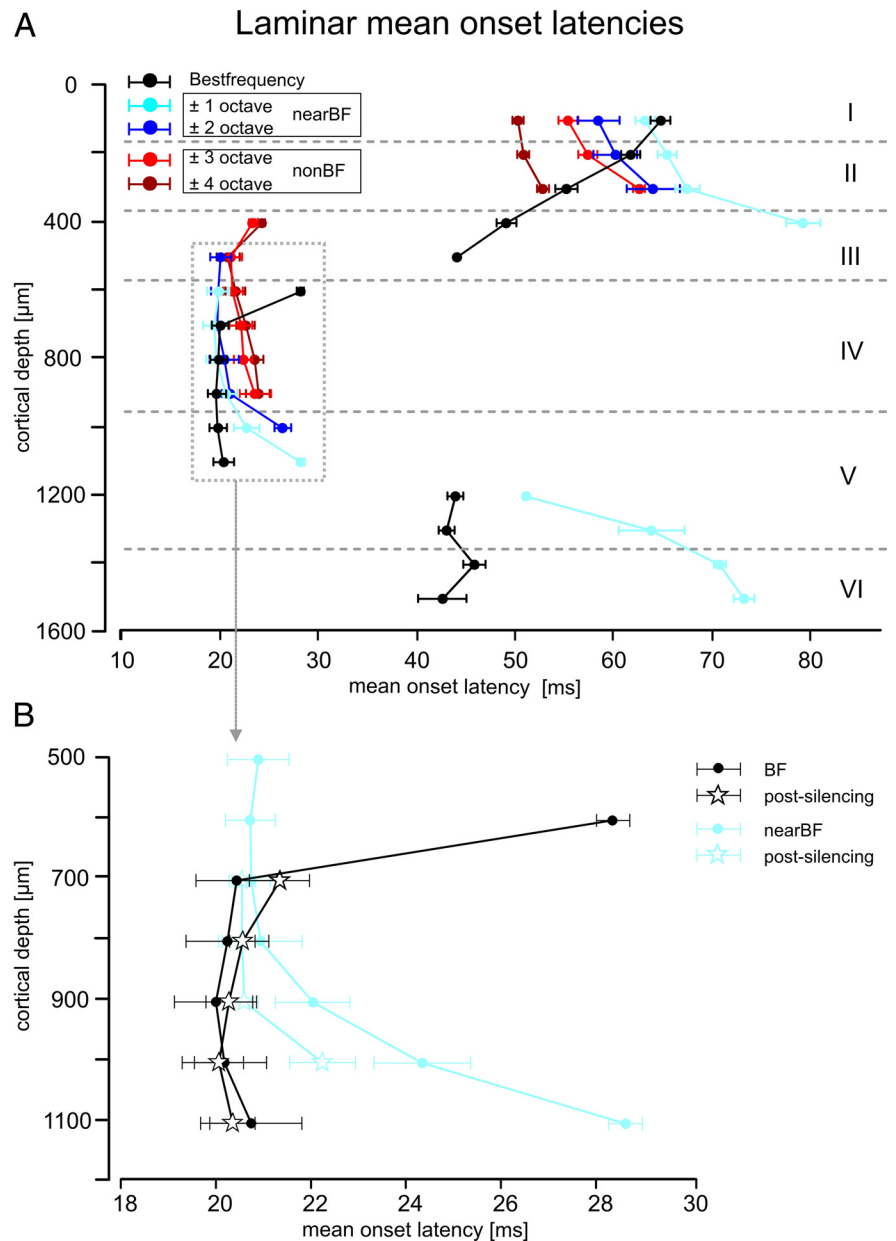 A
Laminar mean onset latencies
Bestfrequency
± 1 octave
nearBF
± 2 octave
± 3 octave
nonBF
± 4 octave
0
400
800
1200
1600
cortical depth [µm]
I
II
III
IV
V
VI
10 20 30 40 50 60 70 80
mean onset latency [ms]
B
500
700
900
1100
cortical depth [µm]
BF
post-silencing
nearBF
post-silencing
18 20 22 24 26 28 30
mean onset latency [ms]